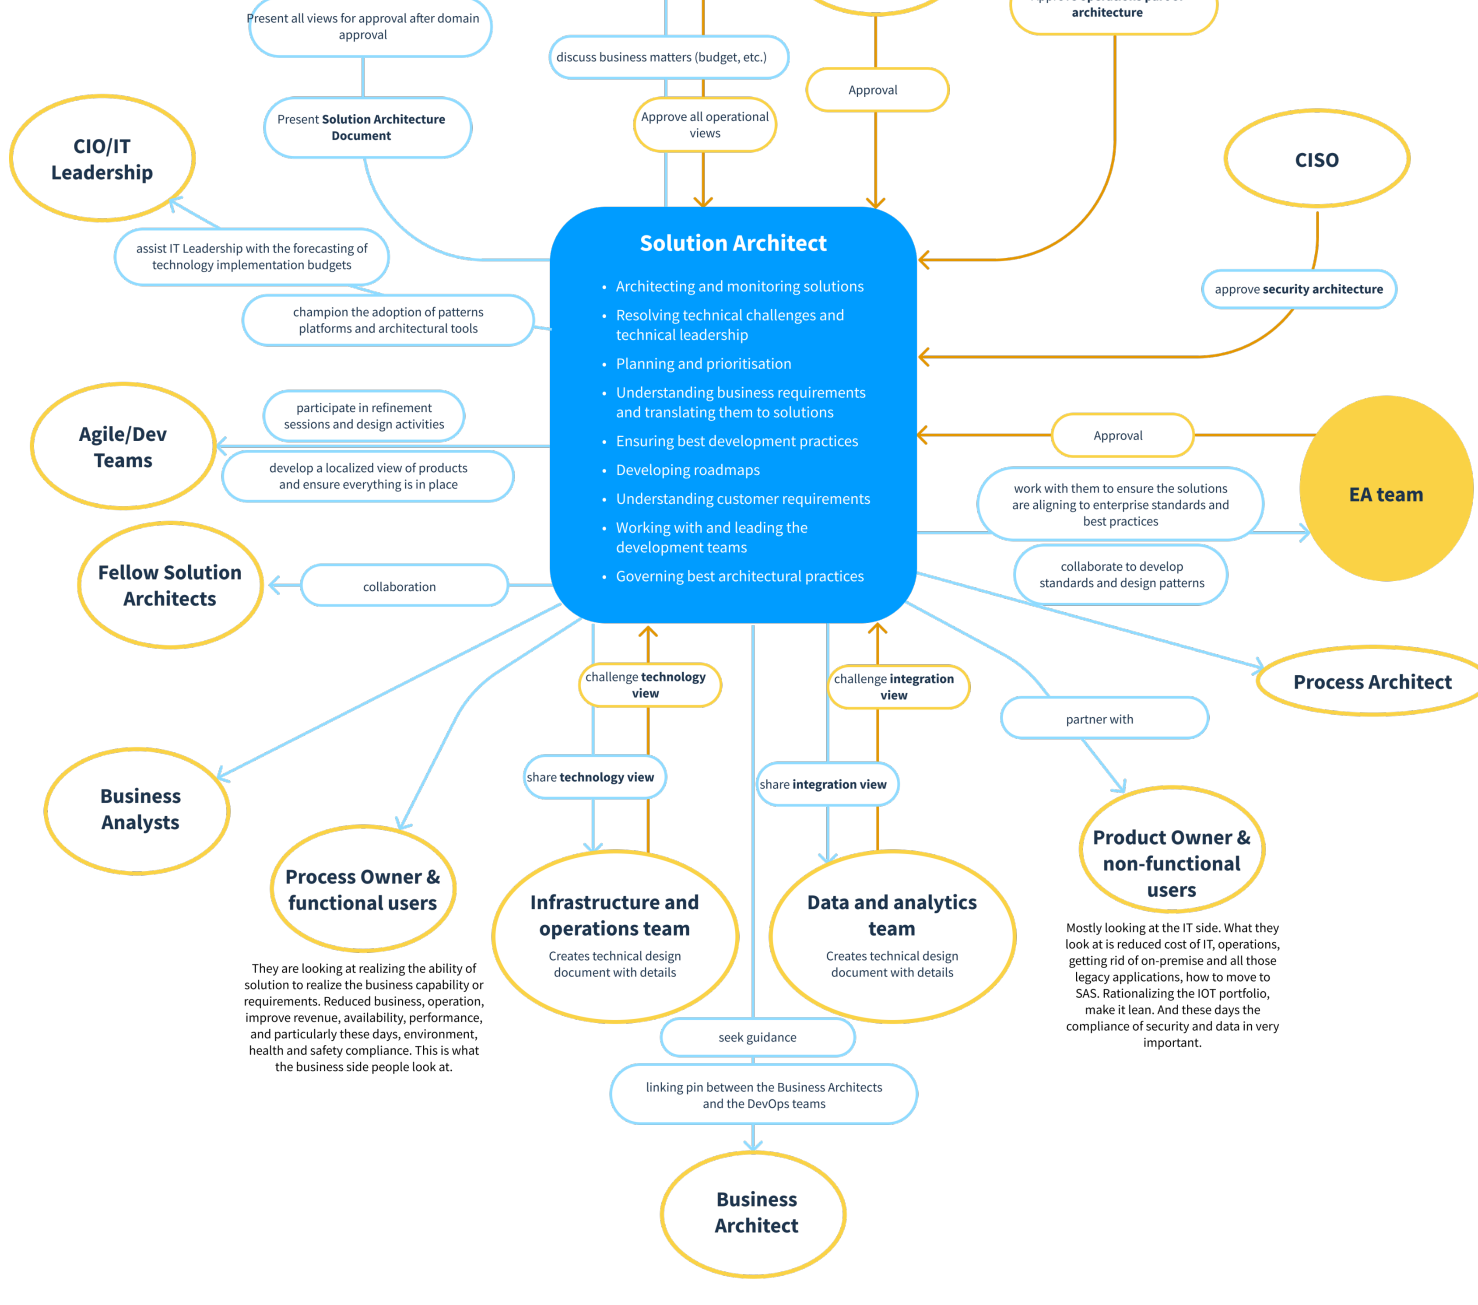 Present all views for approval after domain
approval
discuss business matters (budget, etc.)
architecture
Approval
Approve all operational
views
Present Solution Architecture
Document
CIO/IT
Leadership
CISO
assist IT Leadership with the forecasting of
technology implementation budgets
champion the adoption of patterns
platforms and architectural tools
approve security architecture
Solution Architect
• Architecting and monitoring solutions
• Resolving technical challenges and
technical leadership
• Planning and prioritisation
• Understanding business requirements
and translating them to solutions
• Ensuring best development practices
• Developing roadmaps
• Understanding customer requirements
• Working with and leading the
development teams
• Governing best architectural practices
participate in refinement
sessions and design activities
Agile/Dev
Teams
develop a localized view of products
and ensure everything is in place
Approval
EA team
work with them to ensure the solutions
are aligning to enterprise standards and
best practices
collaborate to develop
standards and design patterns
Fellow Solution
Architects
collaboration
challenge technology
view
challenge integration
view
Process Architect
partner with
share technology view
share integration view
Business
Analysts
Process Owner &
functional users
They are looking at realizing the ability of
solution to realize the business capability or
requirements. Reduced business, operation,
improve revenue, availability, performance,
and particularly these days, environment,
health and safety compliance. This is what
the business side people look at.
Infrastructure and
operations team
Creates technical design
document with details
Data and analytics
team
Creates technical design
document with details
Product Owner &
non-functional
users
Mostly looking at the IT side. What they
look at is reduced cost of IT, operations,
getting rid of on-premise and all those
legacy applications, how to move to
SAS. Rationalizing the IOT portfolio,
make it lean. And these days the
compliance of security and data in very
important.
seek guidance
linking pin between the Business Architects
and the DevOps teams
Business
Architect